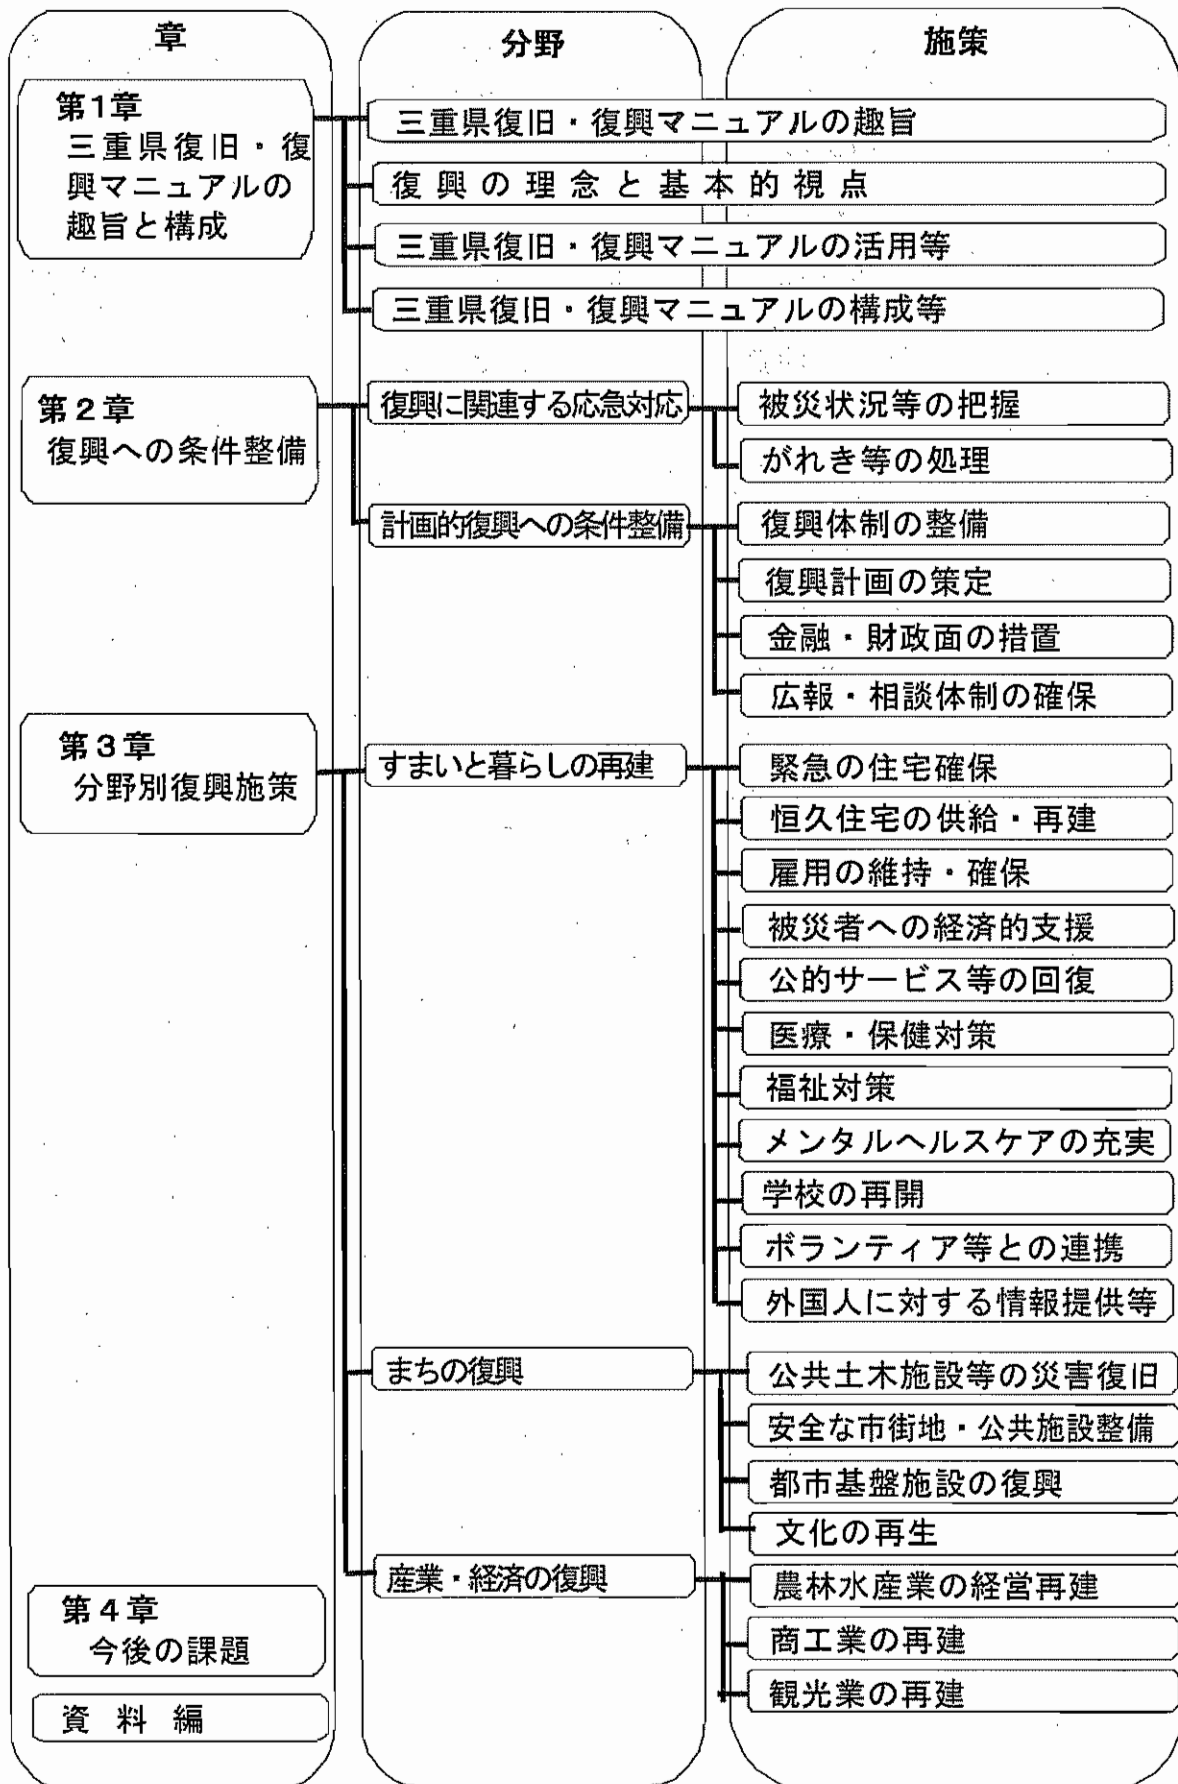 章
分野
施策
第1章
三重県復旧・復
興マニュアルの
趣旨と構成
三重県復旧・復興マニュアルの趣旨
復興の理念と基本的視点
三重県復旧・復興マニュアルの活用等
三重県復旧・復興マニュアルの構成等
第２章
復興への条件整備
復興に関連する応急対応
被災状況等の把握
がれき等の処理
計画的復興への条件整備
復興体制の整備
復興計画の策定
金融・財政面の措置
広報・相談体制の確保
第３章
分野別復興施策
すまいと暮らしの再建
緊急の住宅確保
恒久住宅の供給・再建
雇用の維持・確保
被災者への経済的支援
公的サービス等の回復
医療・保健対策
福祉対策
メンタルヘルスケアの充実
学校の再開
ボランティア等との連携
外国人に対する情報提供等
まちの復興
公共土木施設等の災害復旧
安全な市街地・公共施設整備
都市基盤施設の復興
文化の再生
産業・経済の復興
農林水産業の経営再建
商工業の再建
観光業の再建
第４章
今後の課題
資料編